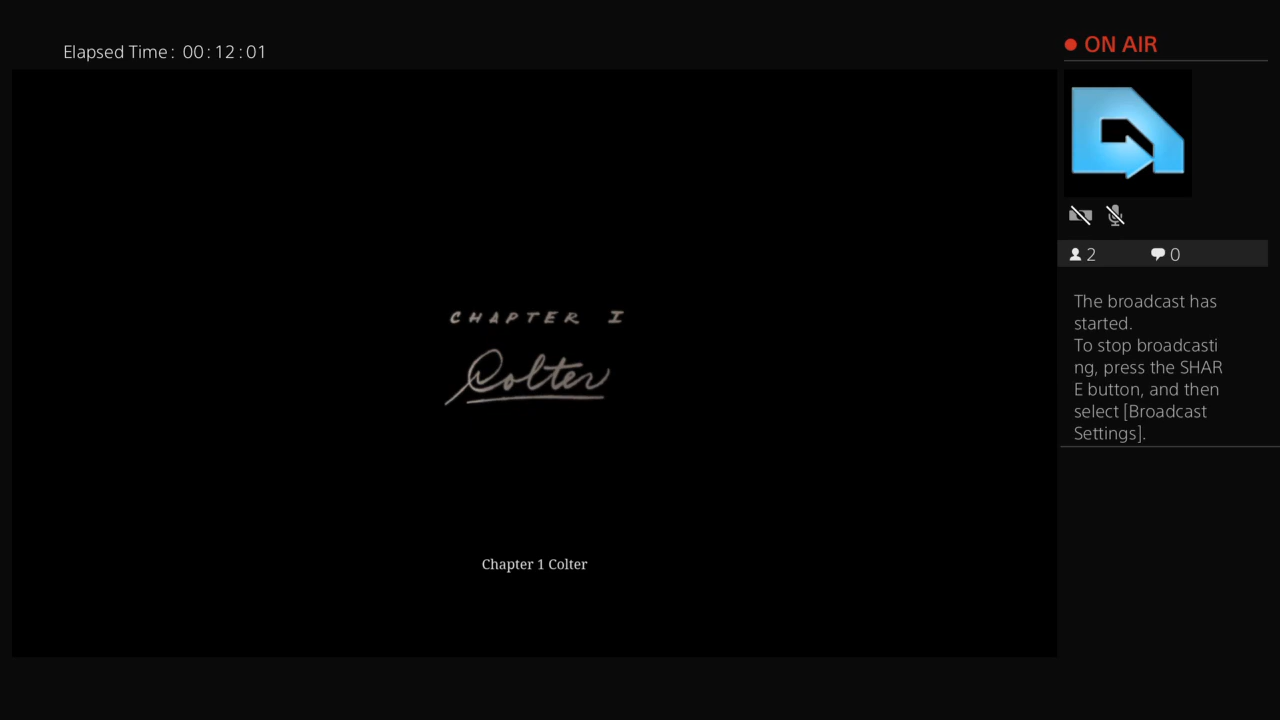 Elapsed Time: 00:12:01
ON AIR
2 0
CHAPTER I
Colter
Chapter 1 Colter
The broadcast has
started.
To stop broadcasti
ng, press the SHAR
E button, and then
select [Broadcast
Settings].